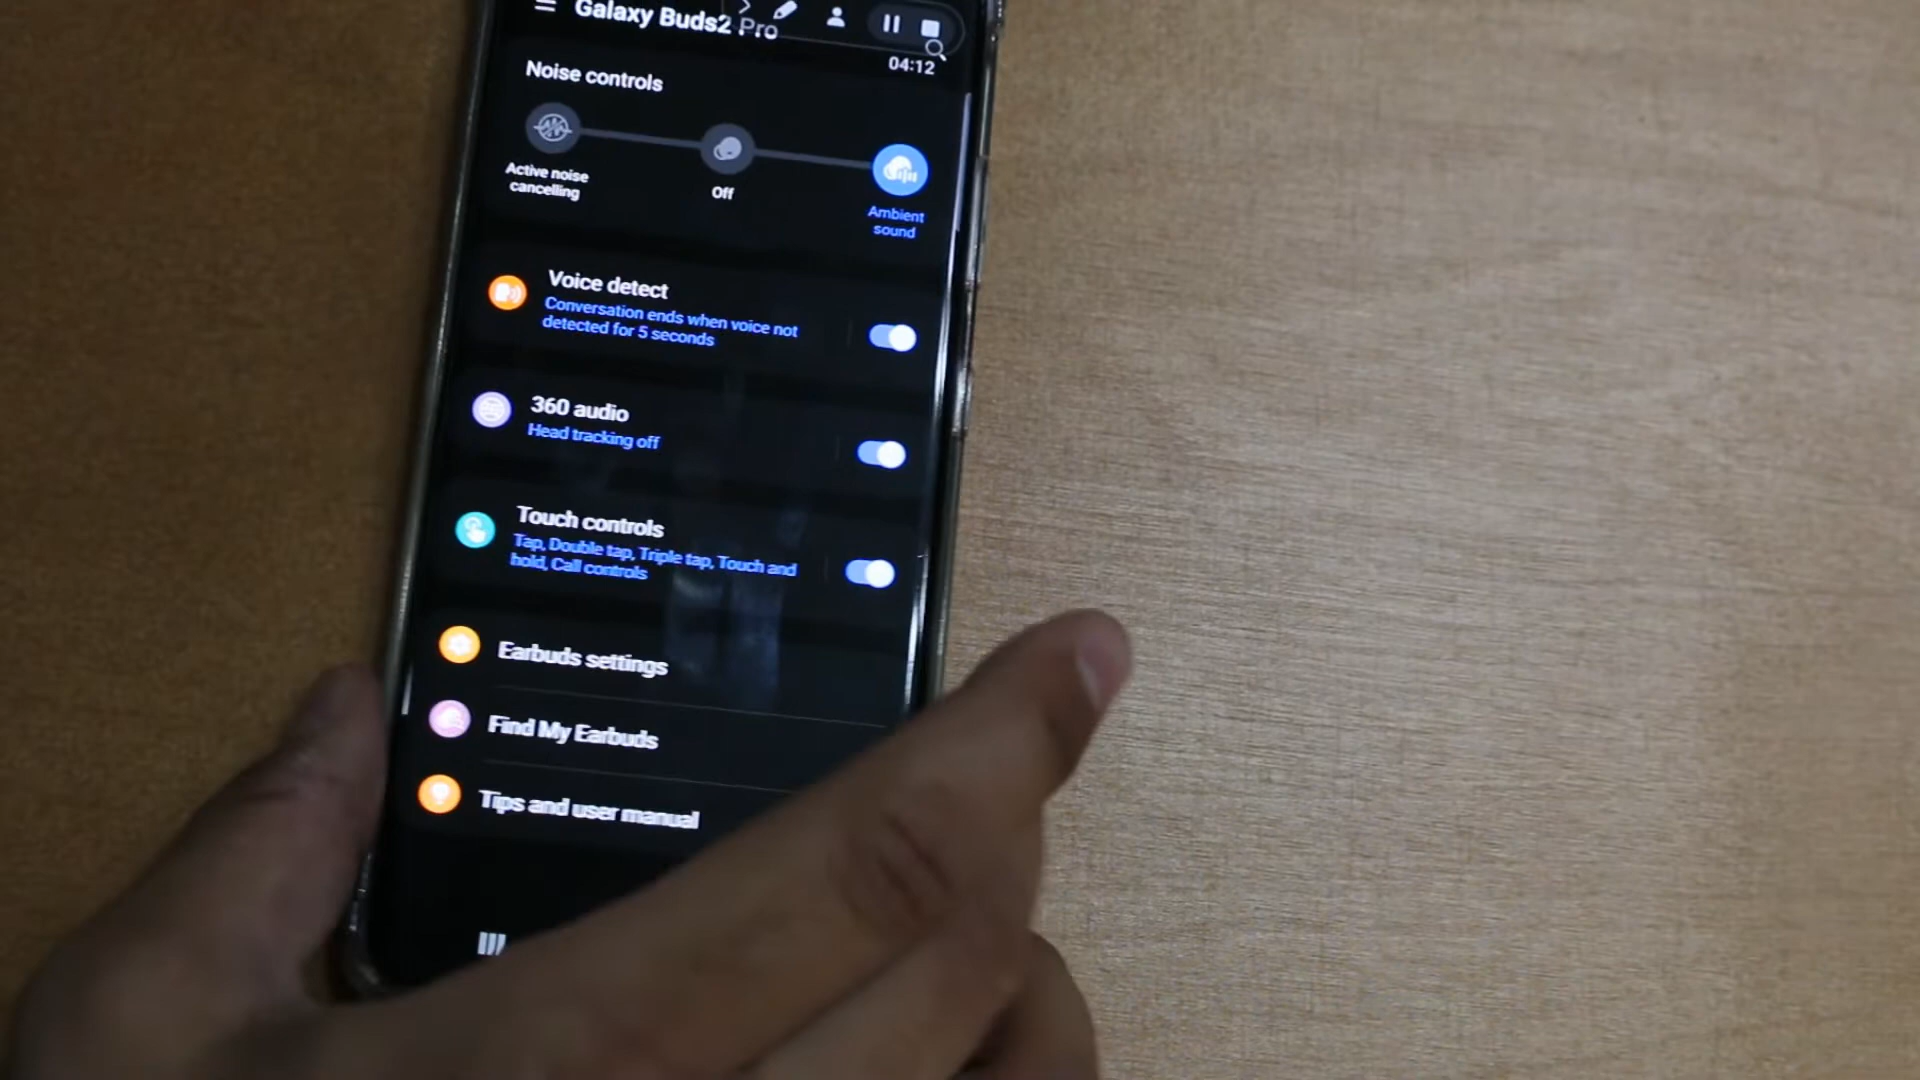 Galaxy Buds2 Pro
04:12
Noise controls
Active noise
cancelling
Off
Ambient
sound
Voice detect
Conversation ends when voice not
detected for 5 seconds
360 audio
Head tracking off
Touch controls
Tap, Double tap, Triple tap, Touch and
hold, Call controls
Earbuds settings
Find My Earbuds
Tips and user manual